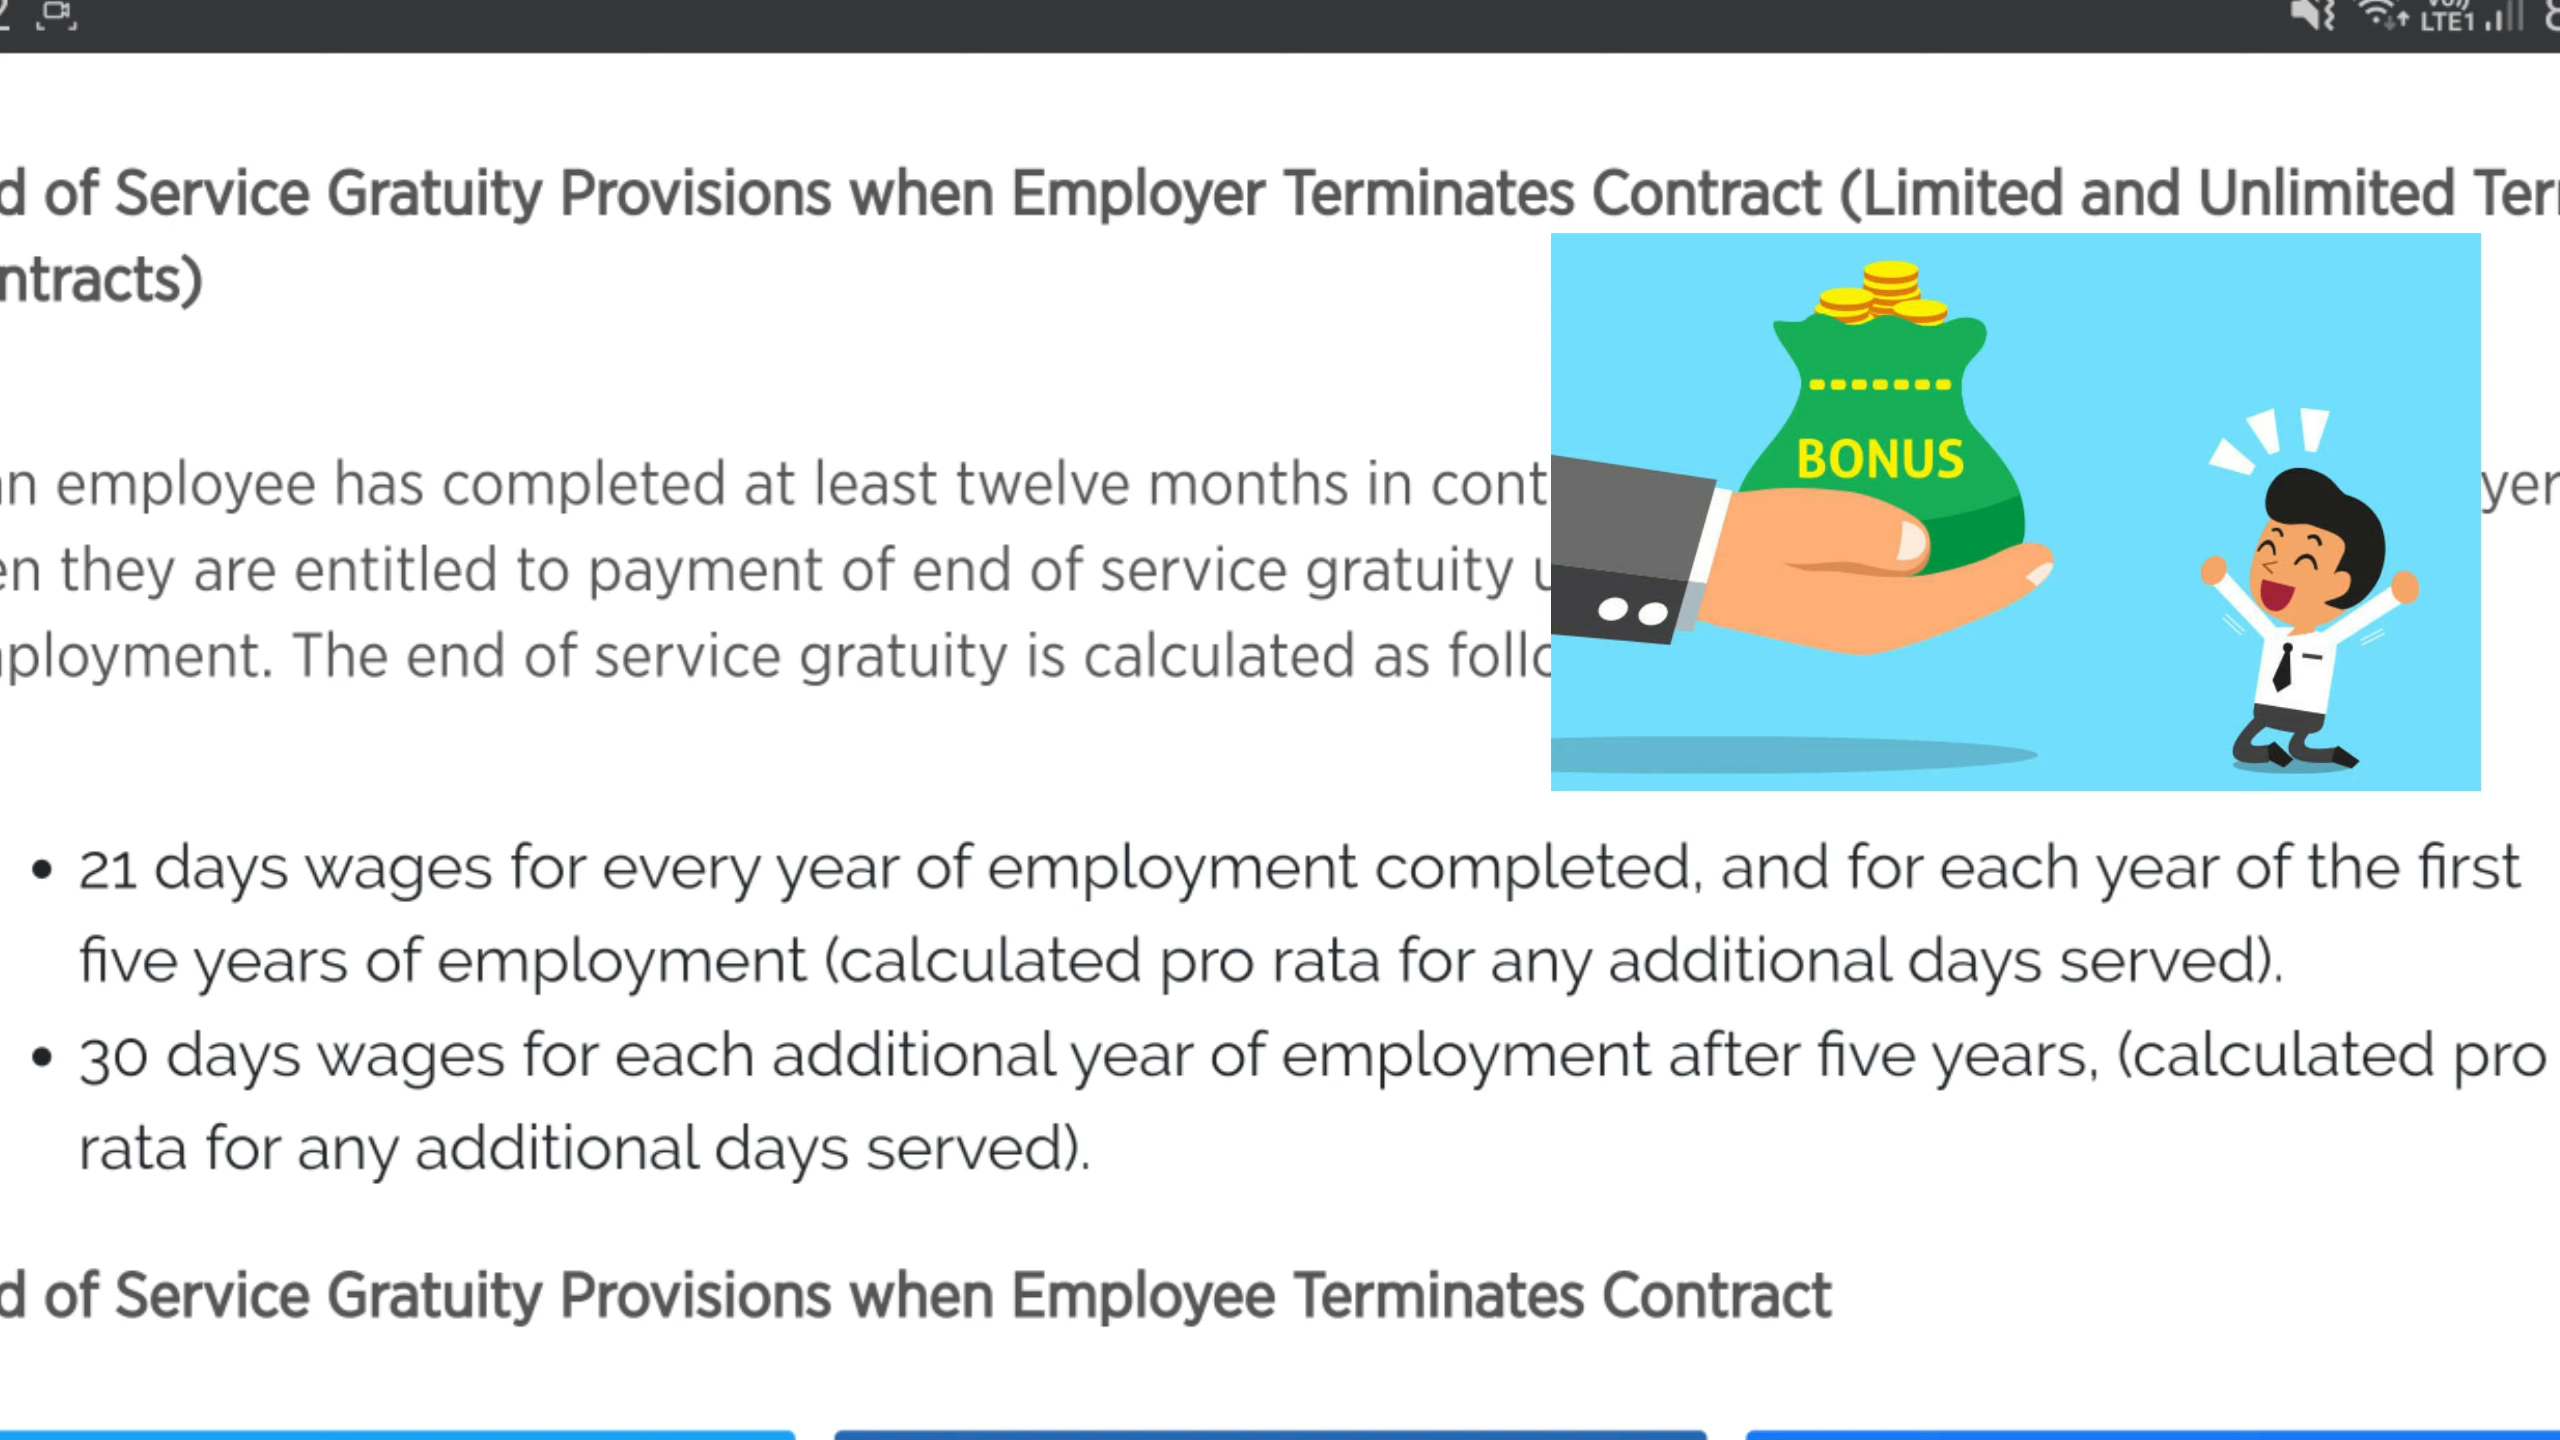 LTE1
d of Service Gratuity Provisions when Employer Terminates Contract (Limited and Unlimited Ter
ntracts)
BONUS
n employee has completed at least twelve months in cont yer
en they are entitled to payment of end of service gratuity u
ployment. The end of service gratuity is calculated as follo
• 21 days wages for every year of employment completed, and for each year of the first
five years of employment (calculated pro rata for any additional days served).
• 30 days wages for each additional year of employment after five years, (calculated pro
rata for any additional days served).
d of Service Gratuity Provisions when Employee Terminates Contract